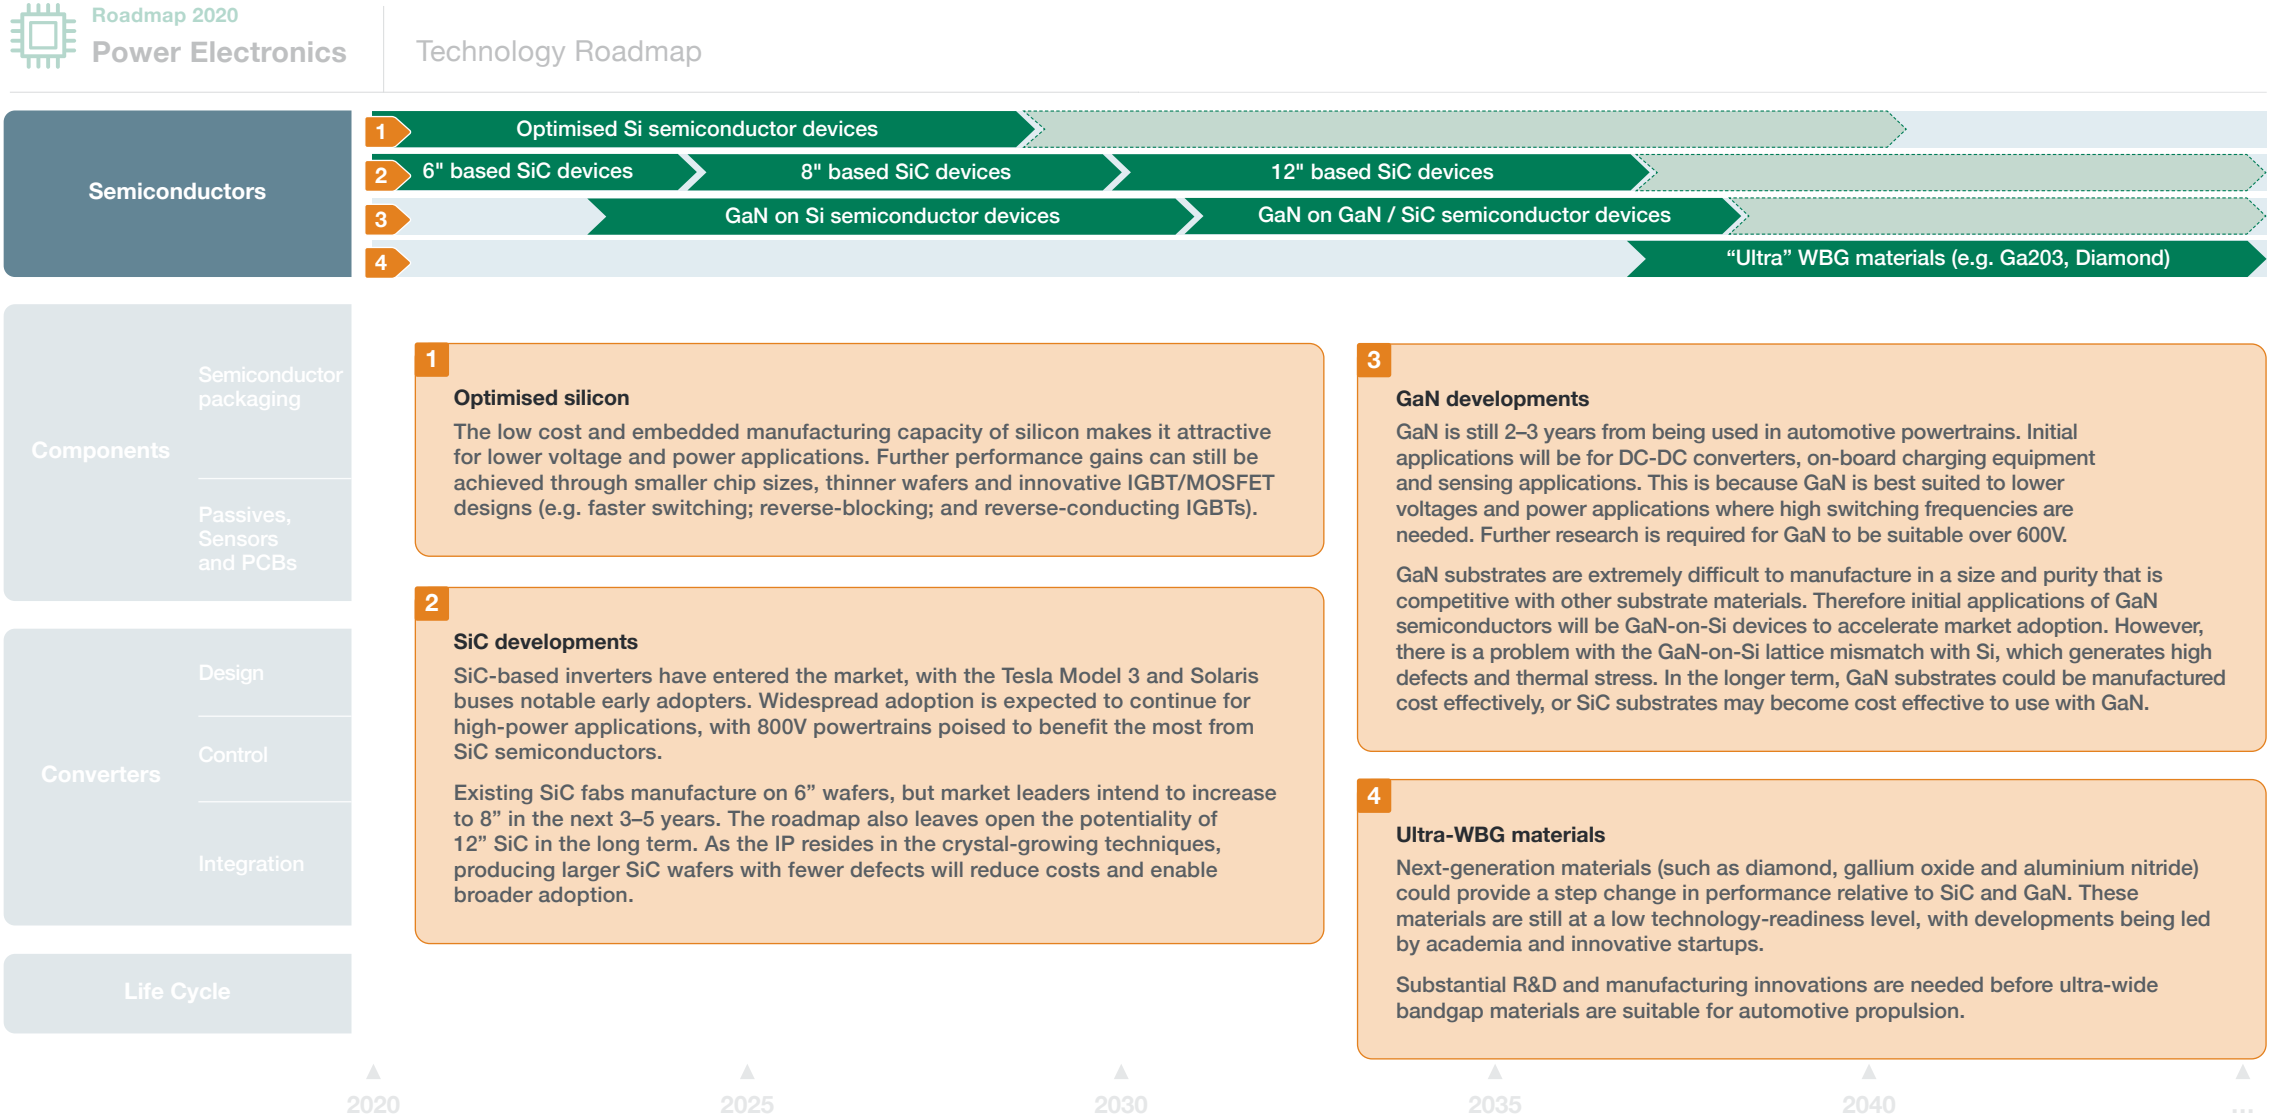 Roadmap 2020
Power Electronics
Technology Roadmap
Semiconductors
1
Optimised Si semiconductor devices
2
6" based SiC devices
8" based SiC devices
12" based SiC devices
3
GaN on Si semiconductor devices
GaN on GaN / SiC semiconductor devices
4
“Ultra” WBG materials (e.g. Ga203, Diamond)
Components
Semiconductor
packaging
Passives,
Sensors
and PCBs
Converters
Design
Control
Integration
Life Cycle
1
Optimised silicon
The low cost and embedded manufacturing capacity of silicon makes it attractive
for lower voltage and power applications. Further performance gains can still be
achieved through smaller chip sizes, thinner wafers and innovative IGBT/MOSFET
designs (e.g. faster switching; reverse-blocking; and reverse-conducting IGBTs).
2
SiC developments
SiC-based inverters have entered the market, with the Tesla Model 3 and Solaris
buses notable early adopters. Widespread adoption is expected to continue for
high-power applications, with 800V powertrains poised to benefit the most from
SiC semiconductors.
Existing SiC fabs manufacture on 6” wafers, but market leaders intend to increase
to 8” in the next 3–5 years. The roadmap also leaves open the potentiality of
12” SiC in the long term. As the IP resides in the crystal-growing techniques,
producing larger SiC wafers with fewer defects will reduce costs and enable
broader adoption.
3
GaN developments
GaN is still 2–3 years from being used in automotive powertrains. Initial
applications will be for DC-DC converters, on-board charging equipment
and sensing applications. This is because GaN is best suited to lower
voltages and power applications where high switching frequencies are
needed. Further research is required for GaN to be suitable over 600V.
GaN substrates are extremely difficult to manufacture in a size and purity that is
competitive with other substrate materials. Therefore initial applications of GaN
semiconductors will be GaN-on-Si devices to accelerate market adoption. However,
there is a problem with the GaN-on-Si lattice mismatch with Si, which generates high
defects and thermal stress. In the longer term, GaN substrates could be manufactured
cost effectively, or SiC substrates may become cost effective to use with GaN.
4
Ultra-WBG materials
Next-generation materials (such as diamond, gallium oxide and aluminium nitride)
could provide a step change in performance relative to SiC and GaN. These
materials are still at a low technology-readiness level, with developments being led
by academia and innovative startups.
Substantial R&D and manufacturing innovations are needed before ultra-wide
bandgap materials are suitable for automotive propulsion.
2020
2025
2030
2035
2040
...